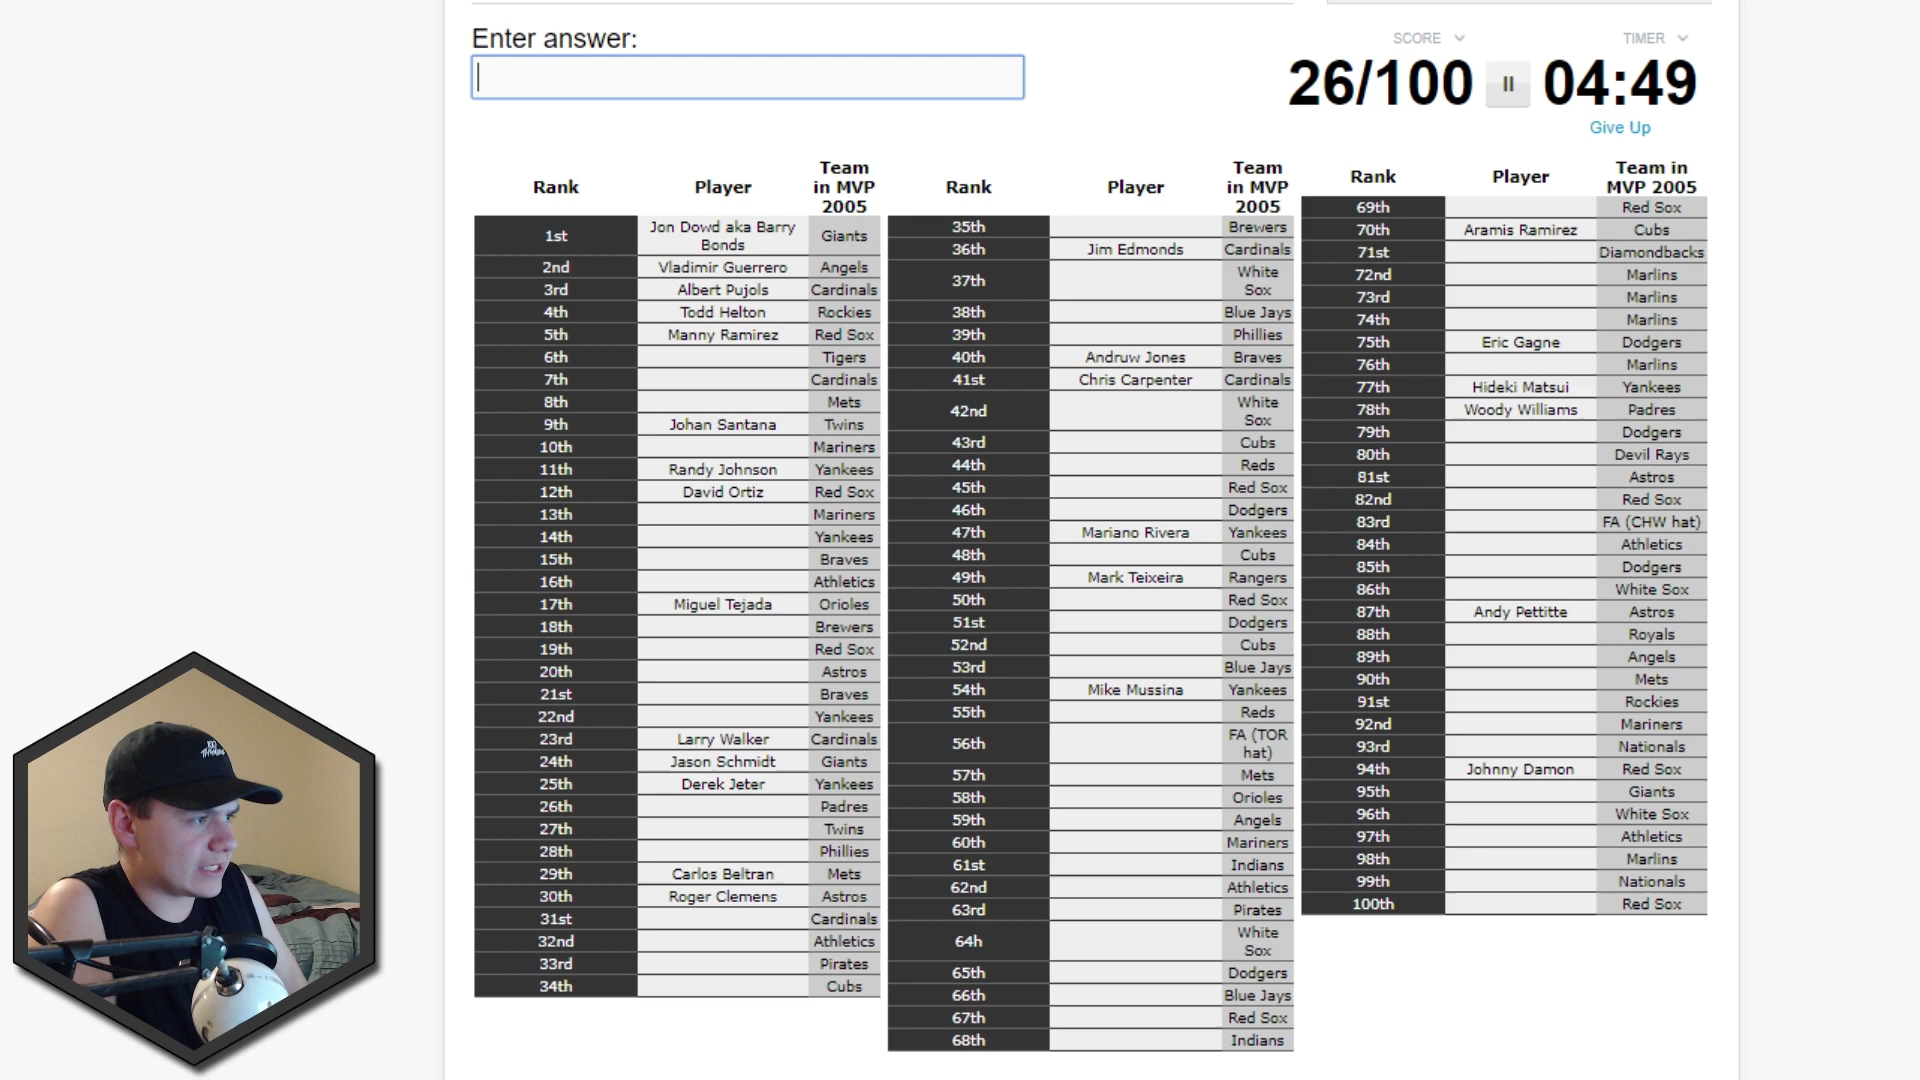 Enter answer:
SCORE
TIMER
26/100
04:49
Give Up
Rank Player Team in MVP 2005
1st Jon Dowd aka Barry Bonds Giants
2nd Vladimir Guerrero Angels
3rd Albert Pujols Cardinals
4th Todd Helton Rockies
5th Manny Ramirez Red Sox
6th Tigers
7th Cardinals
8th Mets
9th Johan Santana Twins
10th Mariners
11th Randy Johnson Yankees
12th David Ortiz Red Sox
13th Mariners
14th Yankees
15th Braves
16th Athletics
17th Miguel Tejada Orioles
18th Brewers
19th Red Sox
20th Astros
21st Braves
22nd Yankees
23rd Larry Walker Cardinals
24th Jason Schmidt Giants
25th Derek Jeter Yankees
26th Padres
27th Twins
28th Phillies
29th Carlos Beltran Mets
30th Roger Clemens Astros
31st Cardinals
32nd Athletics
33rd Pirates
34th Cubs
Rank Player Team in MVP 2005
35th Brewers
36th Jim Edmonds Cardinals
37th White Sox
38th Blue Jays
39th Phillies
40th Andruw Jones Braves
41st Chris Carpenter Cardinals
42nd White Sox
43rd Cubs
44th Reds
45th Red Sox
46th Dodgers
47th Mariano Rivera Yankees
48th Cubs
49th Mark Teixeira Rangers
50th Red Sox
51st Dodgers
52nd Cubs
53rd Blue Jays
54th Mike Mussina Yankees
55th Reds
56th FA (TOR hat)
57th Mets
58th Orioles
59th Angels
60th Mariners
61st Indians
62nd Athletics
63rd Pirates
64h White Sox
65th Dodgers
66th Blue Jays
67th Red Sox
68th Indians
Rank Player Team in MVP 2005
69th Red Sox
70th Aramis Ramirez Cubs
71st Diamondbacks
72nd Marlins
73rd Marlins
74th Marlins
75th Eric Gagne Dodgers
76th Marlins
77th Hideki Matsui Yankees
78th Woody Williams Padres
79th Dodgers
80th Devil Rays
81st Astros
82nd Red Sox
83rd FA (CHW hat)
84th Athletics
85th Dodgers
86th White Sox
87th Andy Pettitte Astros
88th Royals
89th Angels
90th Mets
91st Rockies
92nd Mariners
93rd Nationals
94th Johnny Damon Red Sox
95th Giants
96th White Sox
97th Athletics
98th Marlins
99th Nationals
100th Red Sox